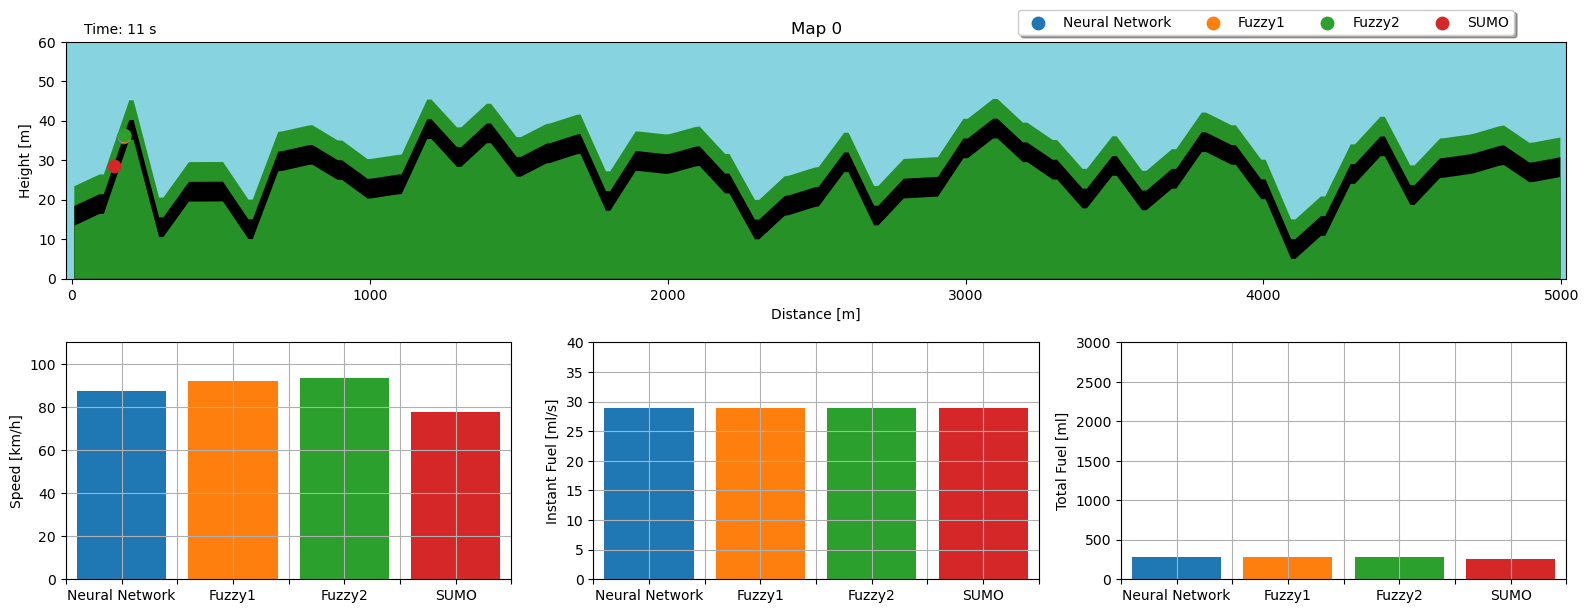 Time: 11 s
Map 0
Neural Network Fuzzy1 Fuzzy2 SUMO
Height [m]
60
50
40
30
20
10
0
0 1000 2000 3000 4000 5000
Distance [m]
Speed [km/h]
100
80
60
40
20
0
Neural Network Fuzzy1 Fuzzy2 SUMO
Instant Fuel [ml/s]
40
35
30
25
20
15
10
5
0
Neural Network Fuzzy1 Fuzzy2 SUMO
Total Fuel [ml]
3000
2500
2000
1500
1000
500
0
Neural Network Fuzzy1 Fuzzy2 SUMO